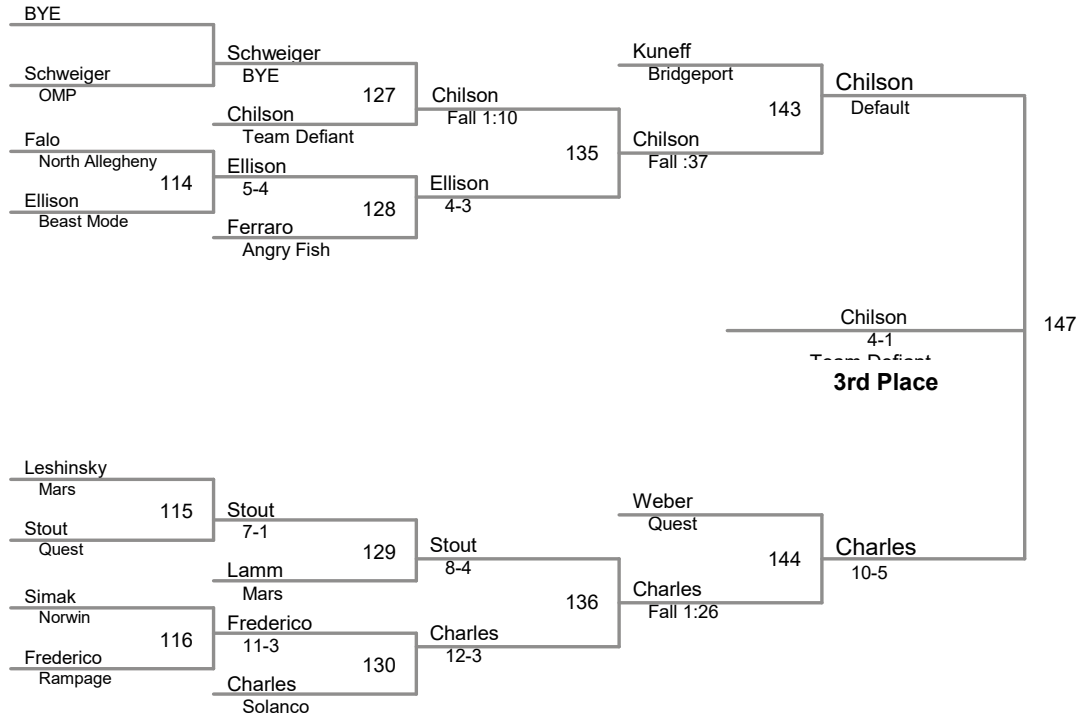 BYE
Schweiger
OMP
Schweiger
BYE
127
Chilson
Team Defiant
Falo
North Allegheny
114
Ellison
Beast Mode
Ellison
5-4
128
Ferraro
Angry Fish
Chilson
Fall 1:10
135
Ellison
4-3
Kuneff
Bridgeport
143
Chilson
Fall :37
Chilson
Default
Chilson
4-1
Team Defiant
3rd Place
147
Leshinsky
Mars
115
Stout
Quest
Stout
7-1
129
Lamm
Mars
Simak
Norwin
116
Frederico
Rampage
Frederico
11-3
130
Charles
Solanco
Stout
8-4
136
Charles
12-3
Weber
Quest
144
Charles
Fall 1:26
Charles
10-5